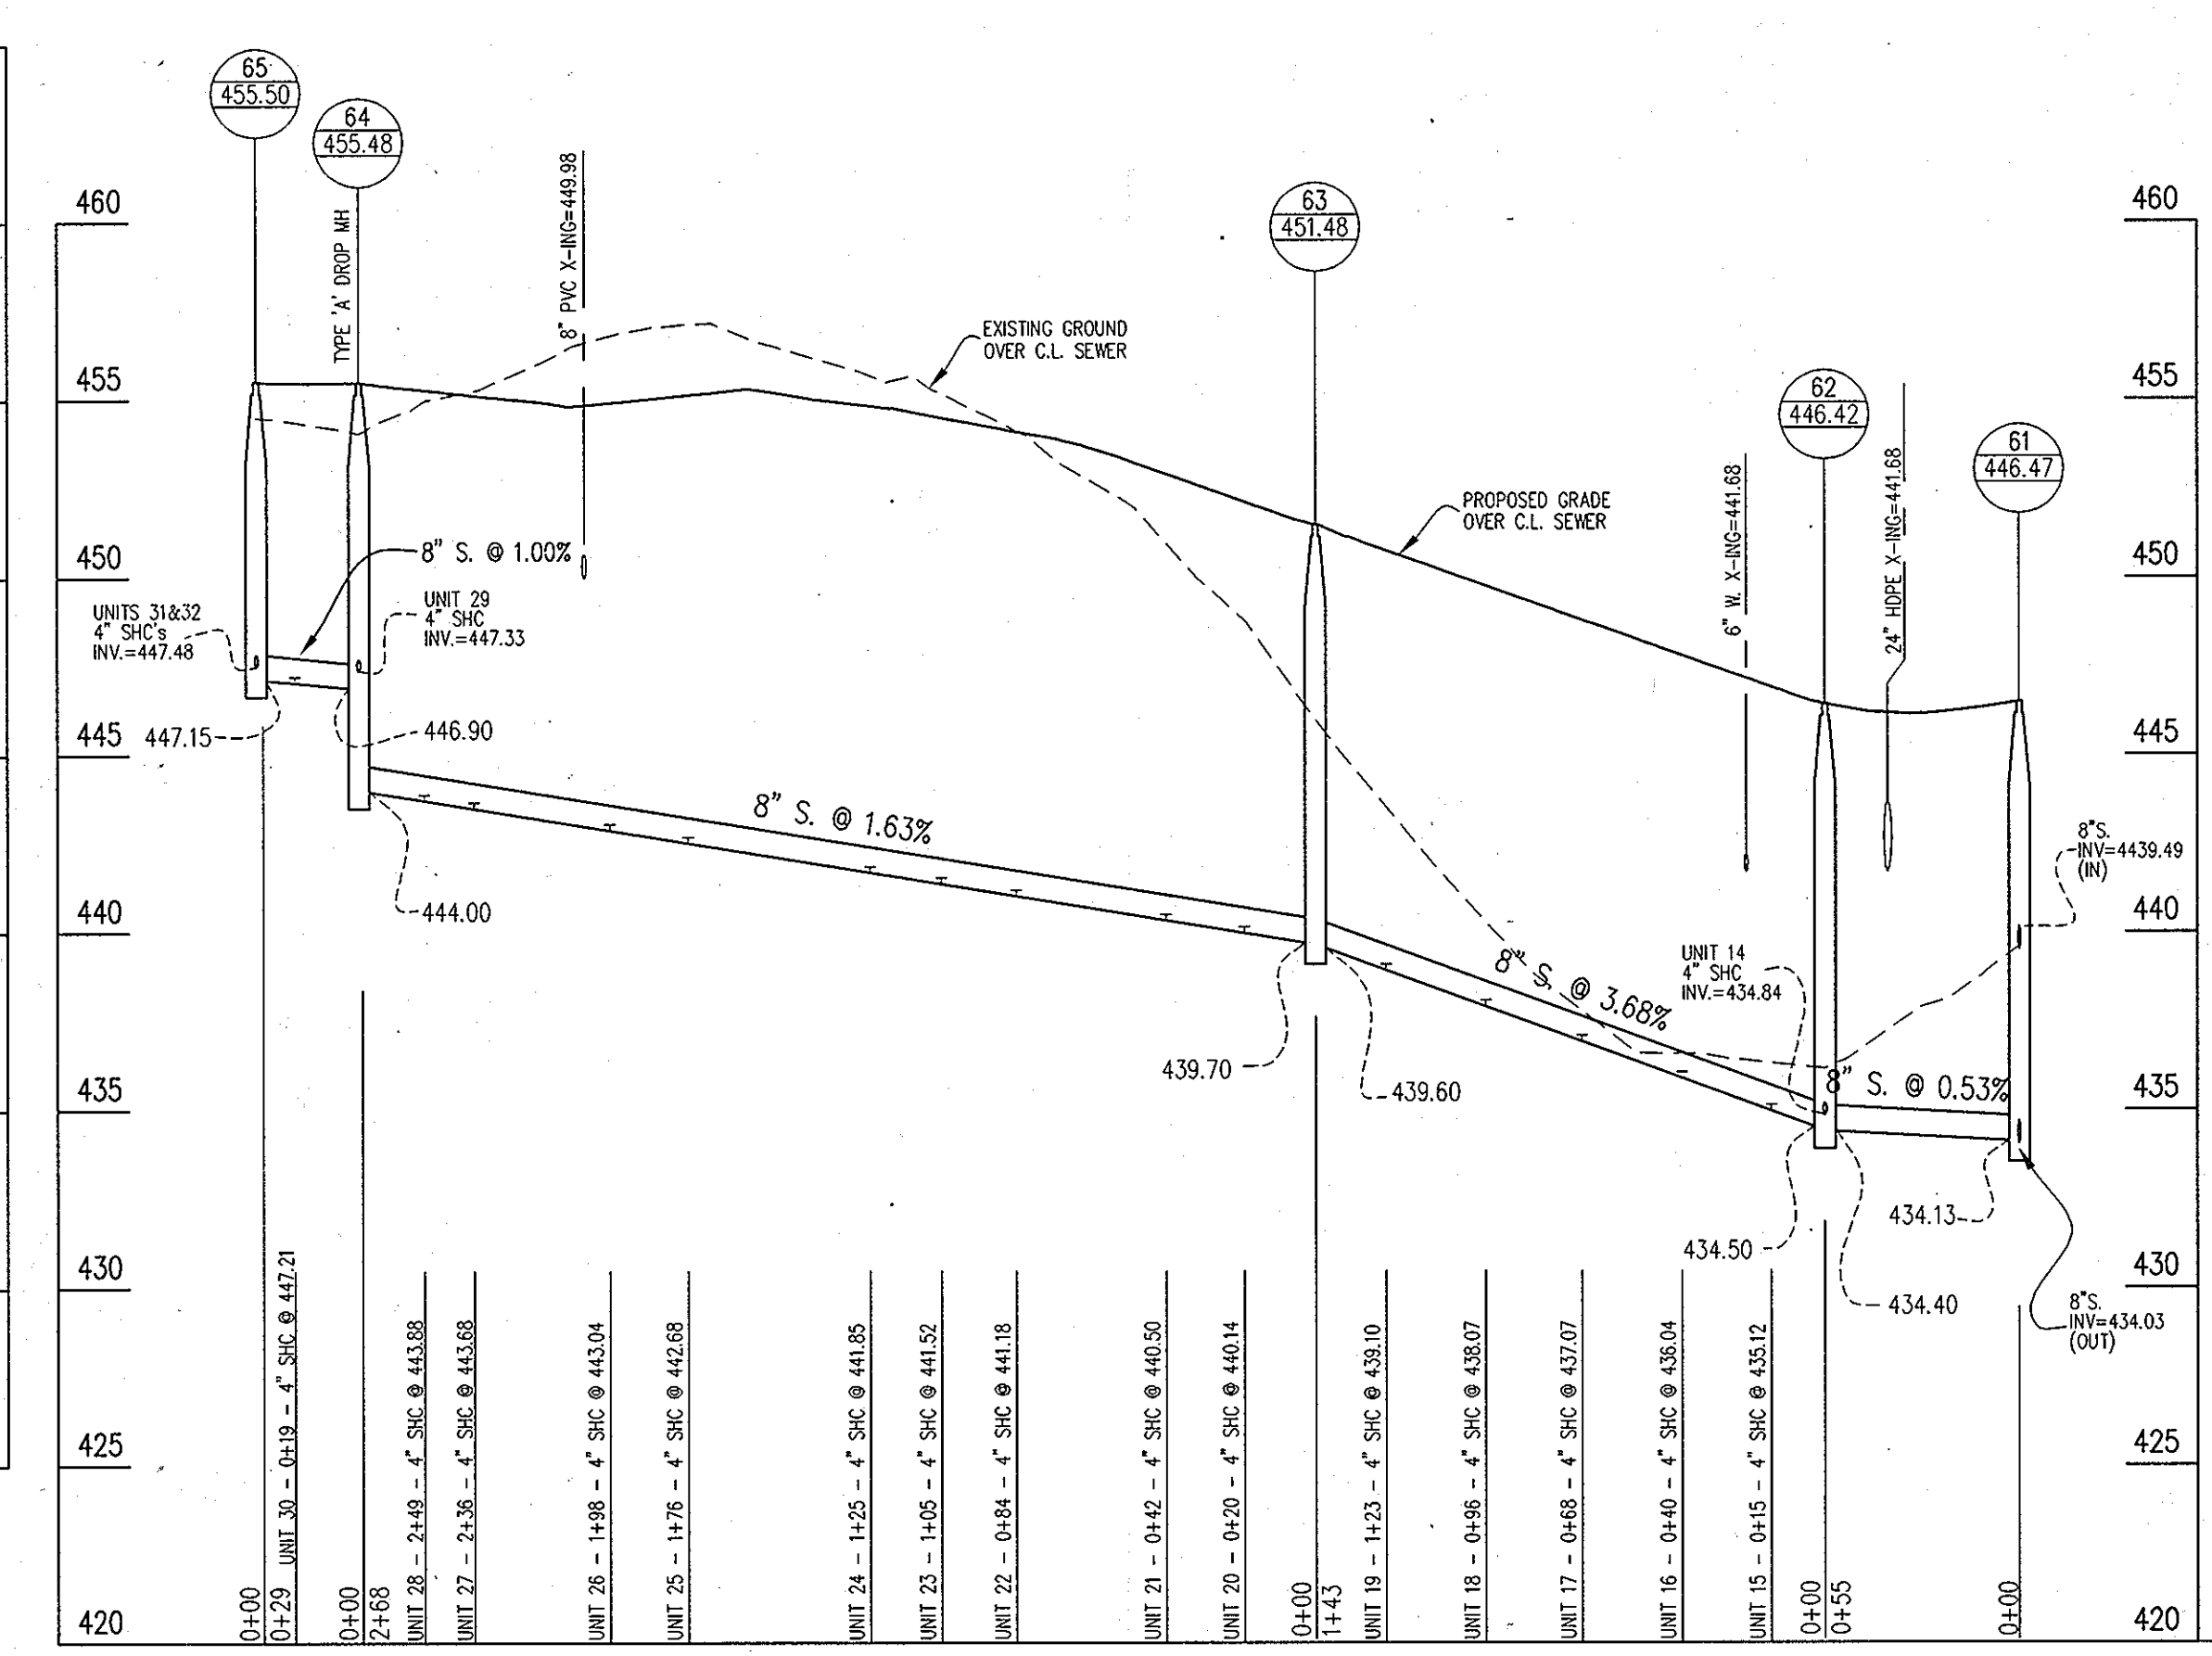 65
455.50
64
455.48
63
451.48
62
446.42
61
446.47
460
455
450
445
440
435
430
425
420
460
455
450
445
440
435
430
425
420
TYPE 'A' DROP MH
8" PVC X-ING=449.98
EXISTING GROUND
OVER C.L. SEWER
PROPOSED GRADE
OVER C.L. SEWER
6" W. X-ING=441.68
24" HDPE X-ING=441.68
8" S. @ 1.00%
UNITS 31&32
4" SHC's
INV.=447.48
UNIT 29
4" SHC
INV.=447.33
447.15
446.90
444.00
8" S. @ 1.63%
439.70
439.60
8" S. @ 3.68%
UNIT 14
4" SHC
INV.=434.84
8" S. @ 0.53%
8"S.
INV=4439.49
(IN)
434.50
434.40
434.13
8"S.
INV=434.03
(OUT)
0+00
0+29
UNIT 30 - 0+19 - 4" SHC @ 447.21
0+00
2+68
UNIT 28 - 2+49 - 4" SHC @ 443.88
UNIT 27 - 2+36 - 4" SHC @ 443.68
UNIT 26 - 1+98 - 4" SHC @ 443.04
UNIT 25 - 1+76 - 4" SHC @ 442.68
UNIT 24 - 1+25 - 4" SHC @ 441.85
UNIT 23 - 1+05 - 4" SHC @ 441.52
UNIT 22 - 0+84 - 4" SHC @ 441.18
UNIT 21 - 0+42 - 4" SHC @ 440.50
UNIT 20 - 0+20 - 4" SHC @ 440.14
0+00
1+43
UNIT 19 - 1+23 - 4" SHC @ 439.10
UNIT 18 - 0+96 - 4" SHC @ 438.07
UNIT 17 - 0+68 - 4" SHC @ 437.07
UNIT 16 - 0+40 - 4" SHC @ 436.04
UNIT 15 - 0+15 - 4" SHC @ 435.12
0+00
0+55
0+00